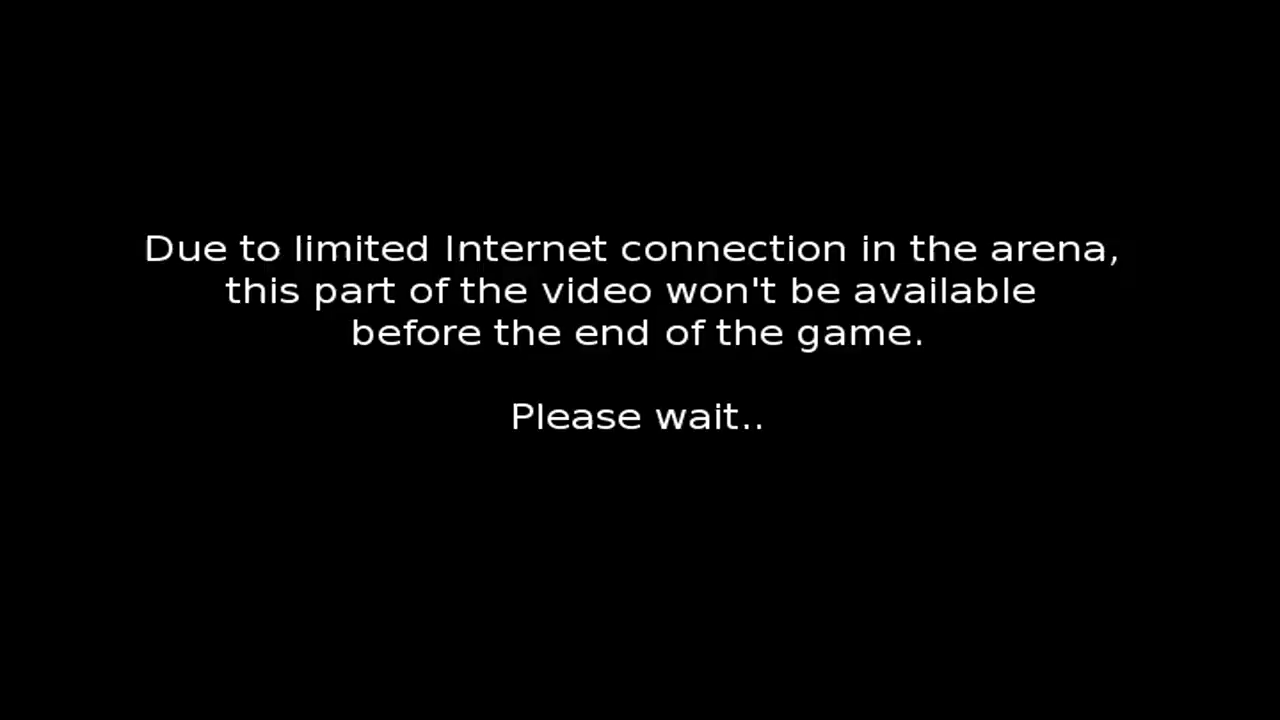 Due to limited Internet connection in the arena,
this part of the video won't be available
before the end of the game.
Please wait..